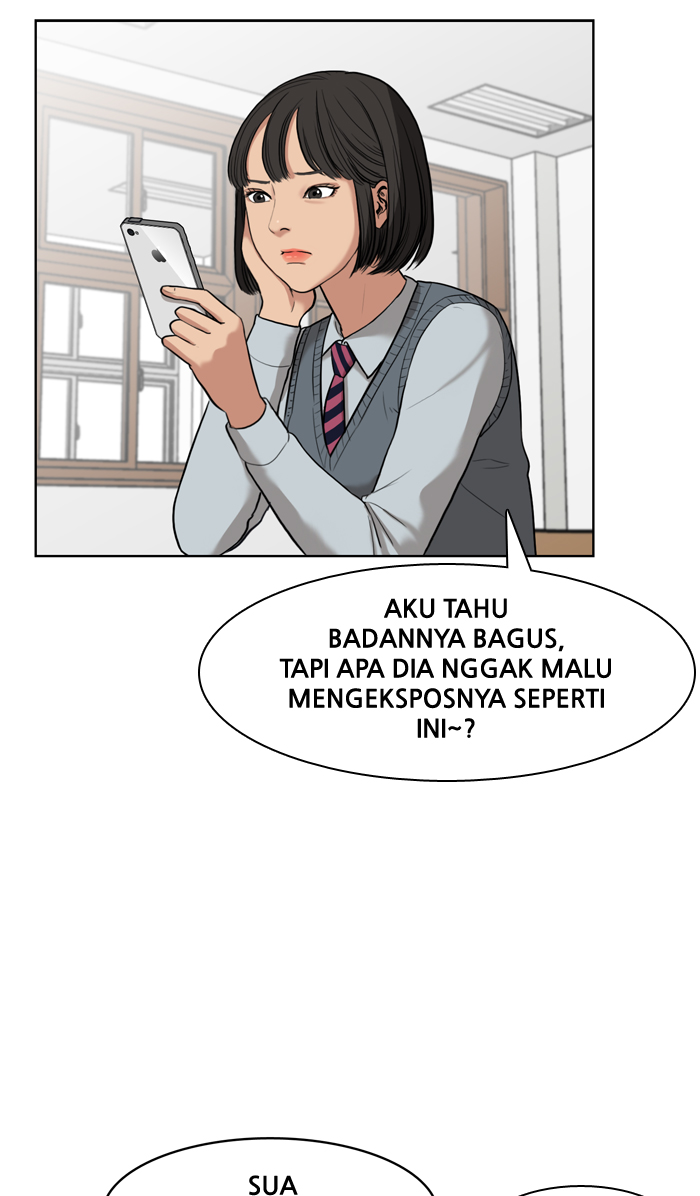 AKU TAHU
BADANNYA BAGUS,
TAPI APA DIA NGGAK MALU
MENGEKSPOSNYA SEPERTI
INI~?
SUA